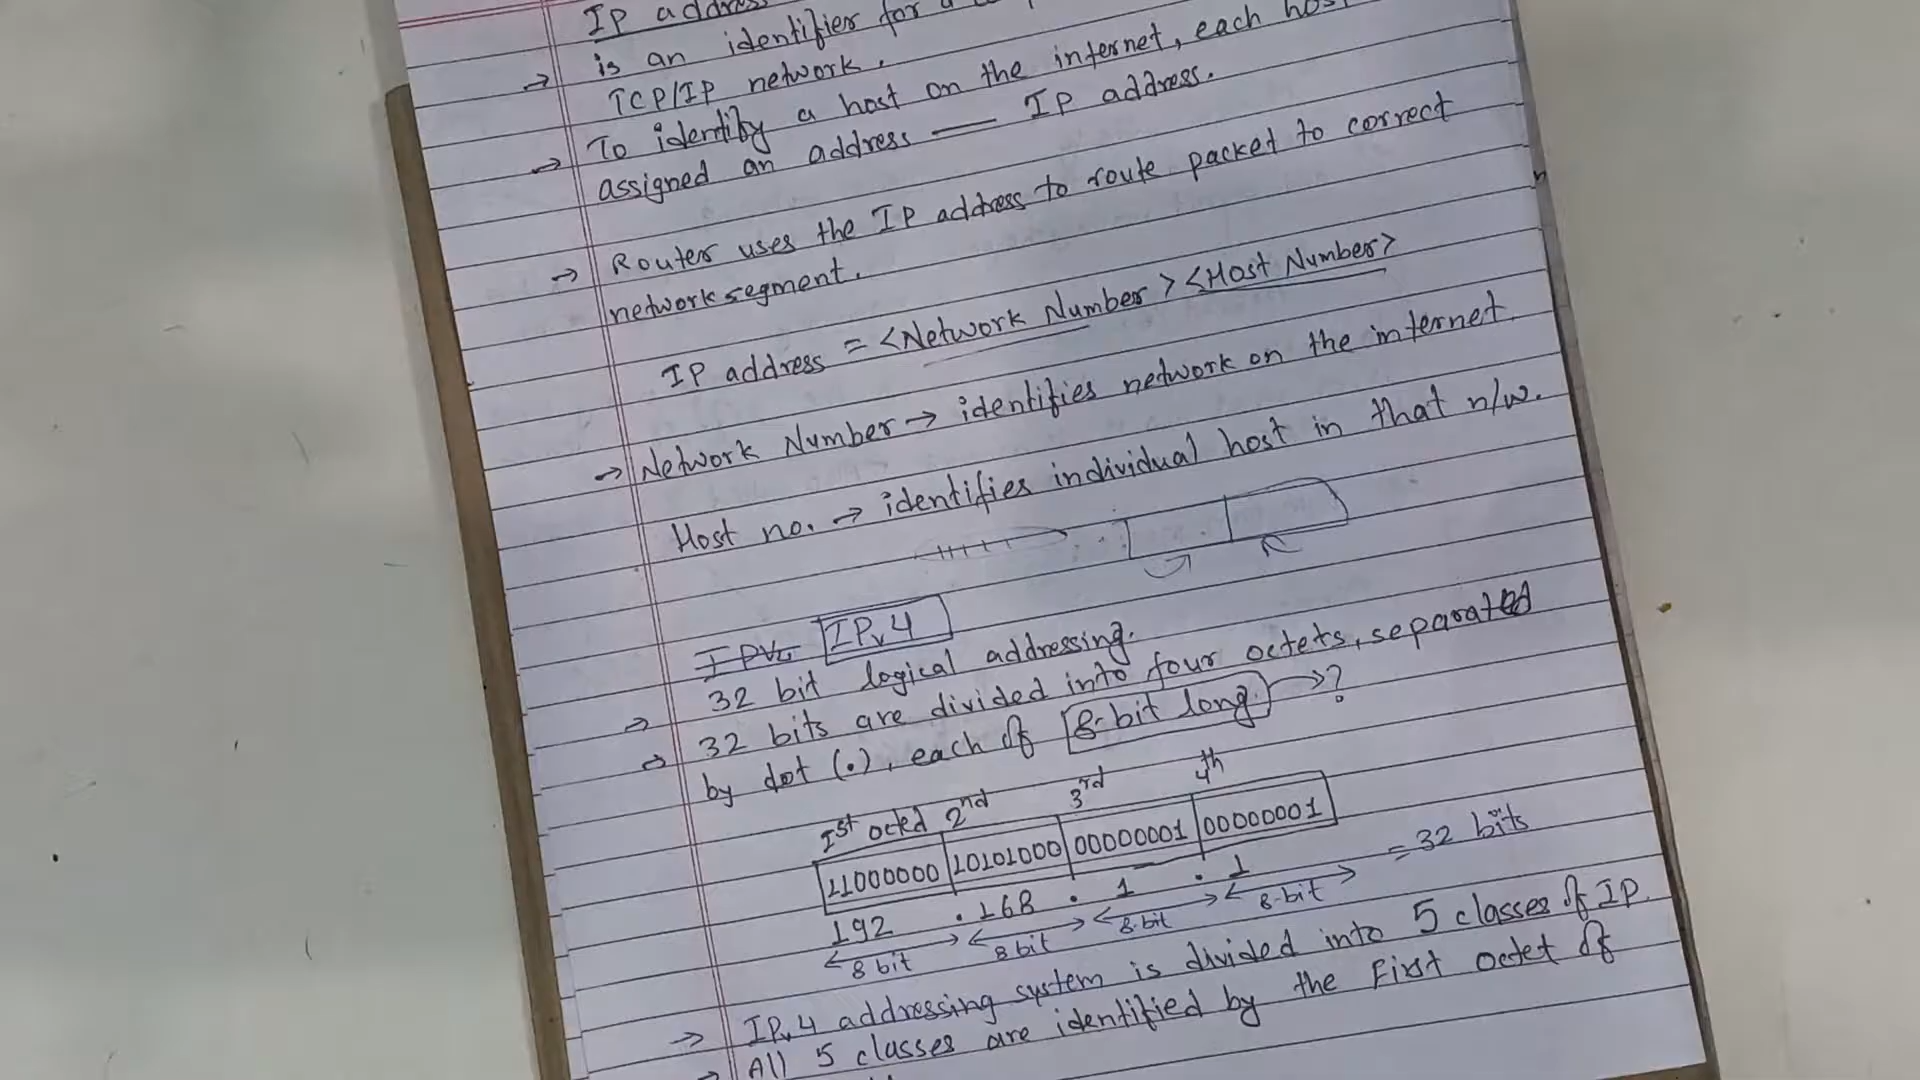 IP address
→ is an identifier for a
TCP/IP network.
→ To identify a host on the internet, each host
assigned an address — IP address.
→ Router uses the IP address to route packet to correct
network segment.
IP address = <Network Number> <Host Number>
→ Network Number → identifies network on the internet.
Host no. → identifies individual host in that n/w.
IPv4
→ 32 bit logical addressing.
→ 32 bits are divided into four octets, separated
by dot (.), each of 8-bit long. →?
Ist octed 2nd 3rd 4th
11000000 10101000 00000001 00000001
192 . 168 . 1 . 1 = 32 bits
8 bit 8 bit 8-bit 8-bit
→ IPv4 addressing system is divided into 5 classes of IP.
→ All 5 classes are identified by the First octet of